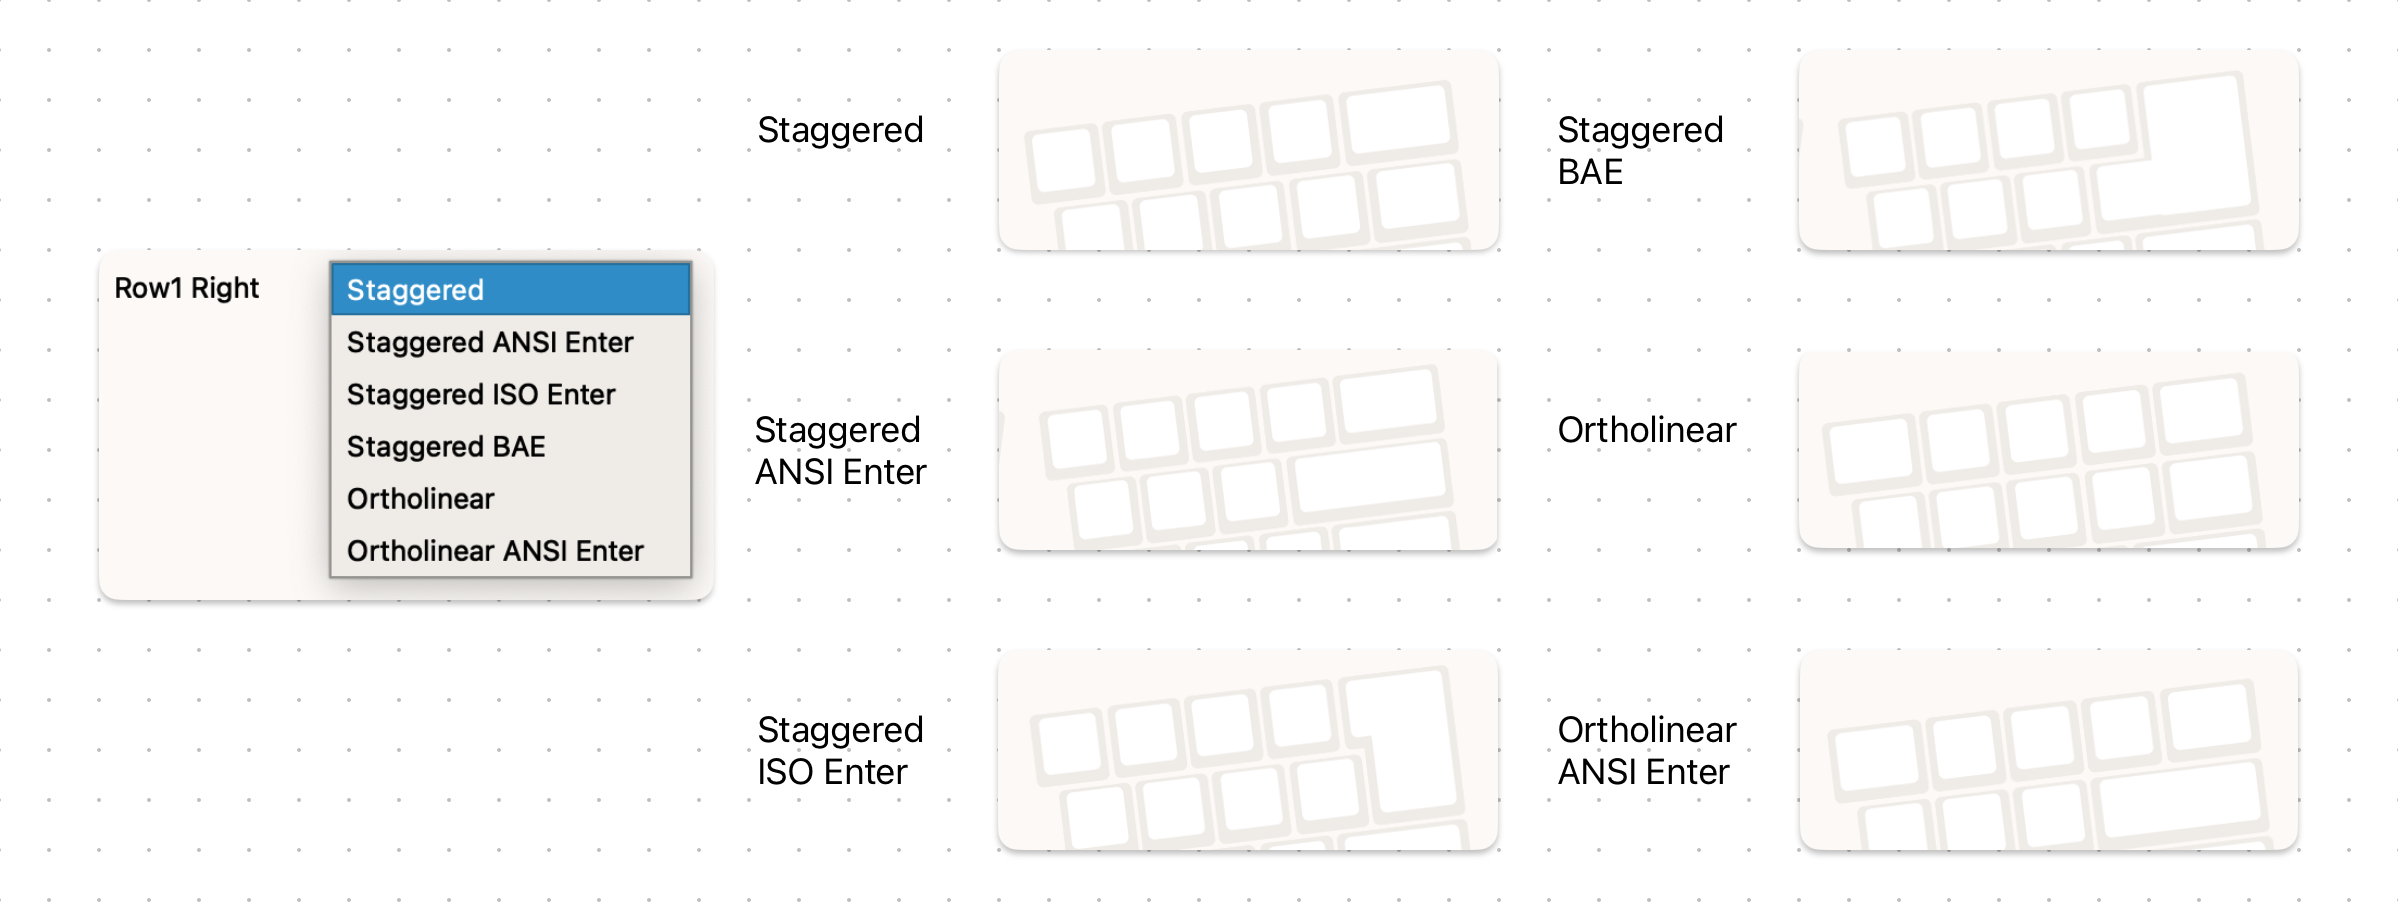 Row1 Right
Staggered
Staggered ANSI Enter
Staggered ISO Enter
Staggered BAE
Ortholinear
Ortholinear ANSI Enter
Staggered
Staggered
ANSI Enter
Staggered
ISO Enter
Staggered
BAE
Ortholinear
Ortholinear
ANSI Enter